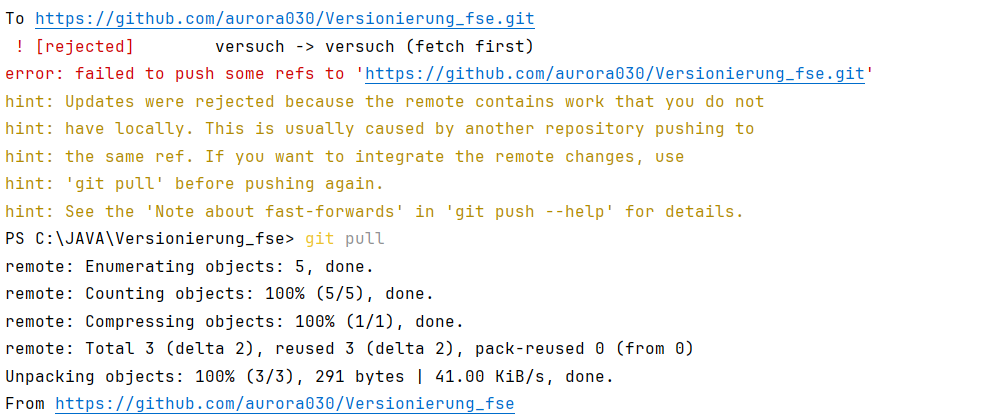 To https://github.com/aurora030/Versionierung_fse.git
 ! [rejected]        versuch -> versuch (fetch first)
error: failed to push some refs to 'https://github.com/aurora030/Versionierung_fse.git'
hint: Updates were rejected because the remote contains work that you do not
hint: have locally. This is usually caused by another repository pushing to
hint: the same ref. If you want to integrate the remote changes, use
hint: 'git pull' before pushing again.
hint: See the 'Note about fast-forwards' in 'git push --help' for details.
PS C:\JAVA\Versionierung_fse> git pull
remote: Enumerating objects: 5, done.
remote: Counting objects: 100% (5/5), done.
remote: Compressing objects: 100% (1/1), done.
remote: Total 3 (delta 2), reused 3 (delta 2), pack-reused 0 (from 0)
Unpacking objects: 100% (3/3), 291 bytes | 41.00 KiB/s, done.
From https://github.com/aurora030/Versionierung_fse